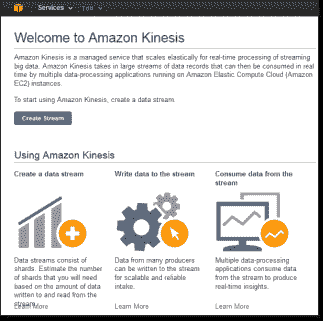 Services
Edit
Welcome to Amazon Kinesis
Amazon Kinesis is a managed service that scales elastically for real-time processing of streaming
big data. Amazon Kinesis takes in large streams of data records that can then be consumed in real
time by multiple data-processing applications running on Amazon Elastic Compute Cloud (Amazon
EC2) instances.
To start using Amazon Kinesis, create a data stream.
Create Stream
Using Amazon Kinesis
Create a data stream
Data streams consist of
shards. Estimate the number
of shards that you will need
based on the amount of data
written to and read from the
stream.
Learn More
Write data to the stream
Data from many producers
can be written to the stream
for scalable and reliable
intake.
Learn More
Consume data from the
stream
Multiple data-processing
applications consume data
from the stream to produce
real-time insights.
Learn More